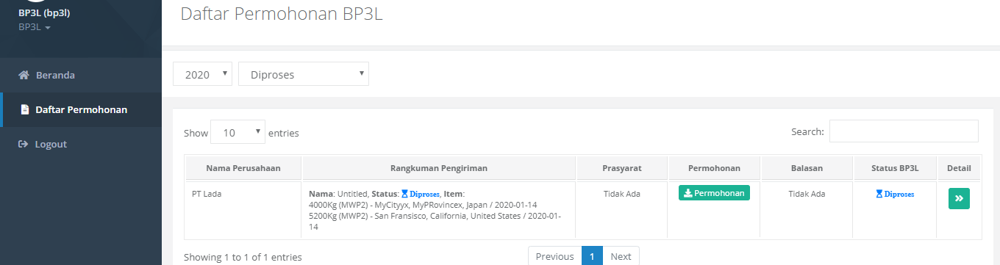 BP3L (bp3l)
BP3L
Beranda
Daftar Permohonan
Logout
Daftar Permohonan BP3L
2020 Diproses
Show 10 entries Search:
Nama Perusahaan Rangkuman Pengiriman Prasyarat Permohonan Balasan Status BP3L Detail
PT Lada
Nama: Untitled, Status: Diproses, Item:
4000Kg (MWP2) - MyCityyx, MyPRovincex, Japan / 2020-01-14
5200Kg (MWP2) - San Fransisco, California, United States / 2020-01-
14
Tidak Ada
Permohonan
Tidak Ada
Diproses
Showing 1 to 1 of 1 entries
Previous 1 Next